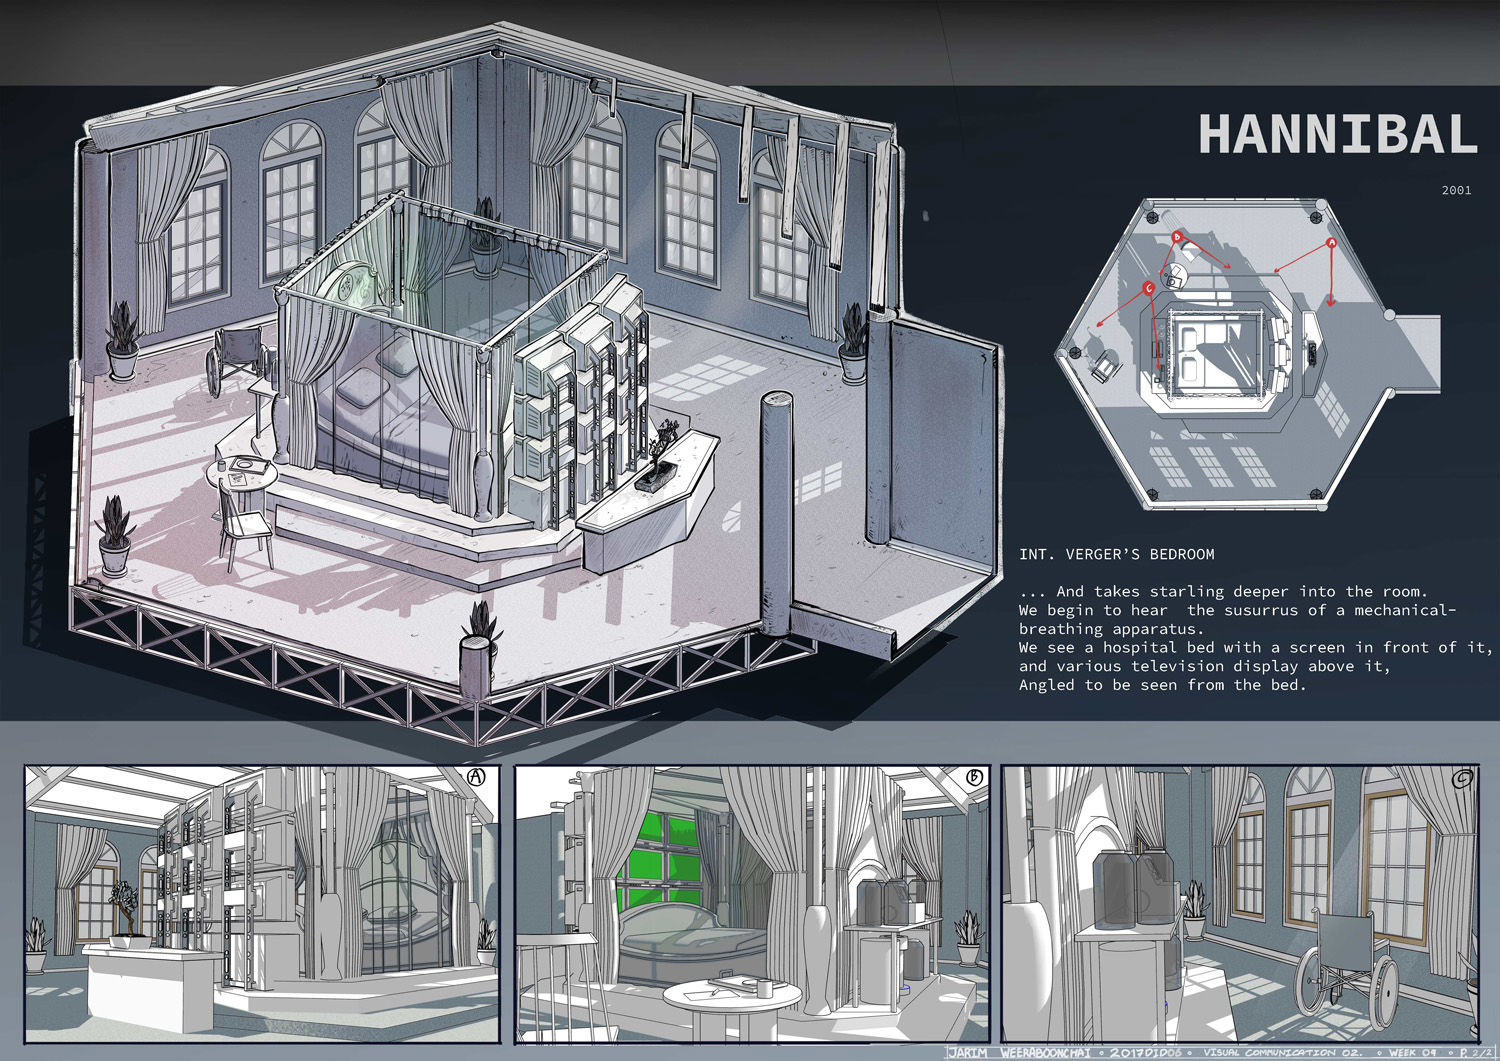 HANNIBAL
2001
B
A
C
INT. VERGER'S BEDROOM
... And takes starling deeper into the room.
We begin to hear the susurrus of a mechanical-
breathing apparatus.
We see a hospital bed with a screen in front of it,
and various television display above it,
Angled to be seen from the bed.
A
B
C
JARIM WEERABOONCHAI • 2017DID06 • VISUAL COMMUNICATION 02. • WEEK 09 • P 2/2